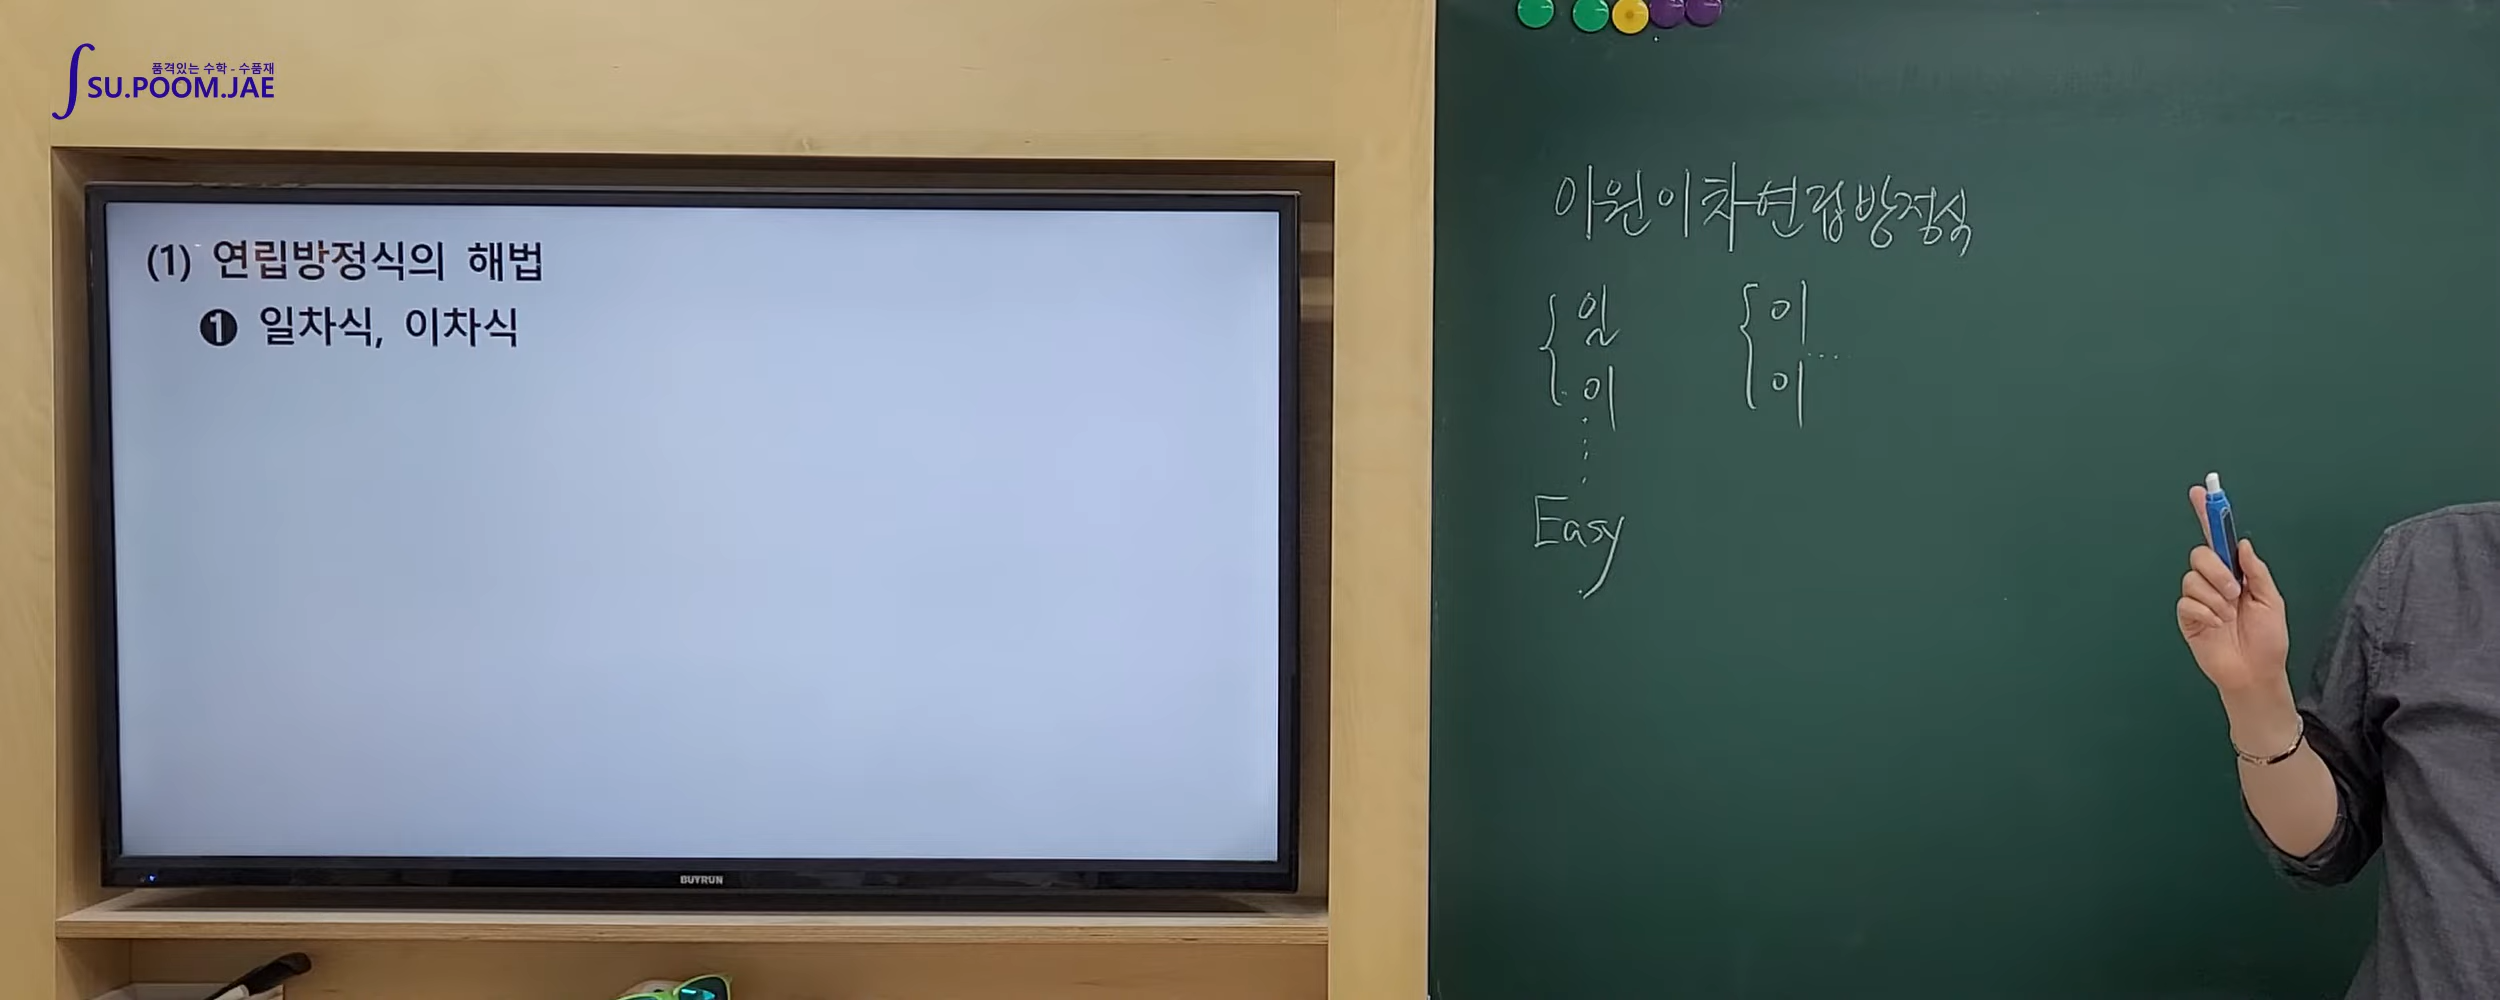 품격있는 수학 - 수품재
SU.POOM.JAE
(1) 연립방정식의 해법
❶ 일차식, 이차식
BUYRUN
이원이차연립방정식
일
이
Easy
이
이